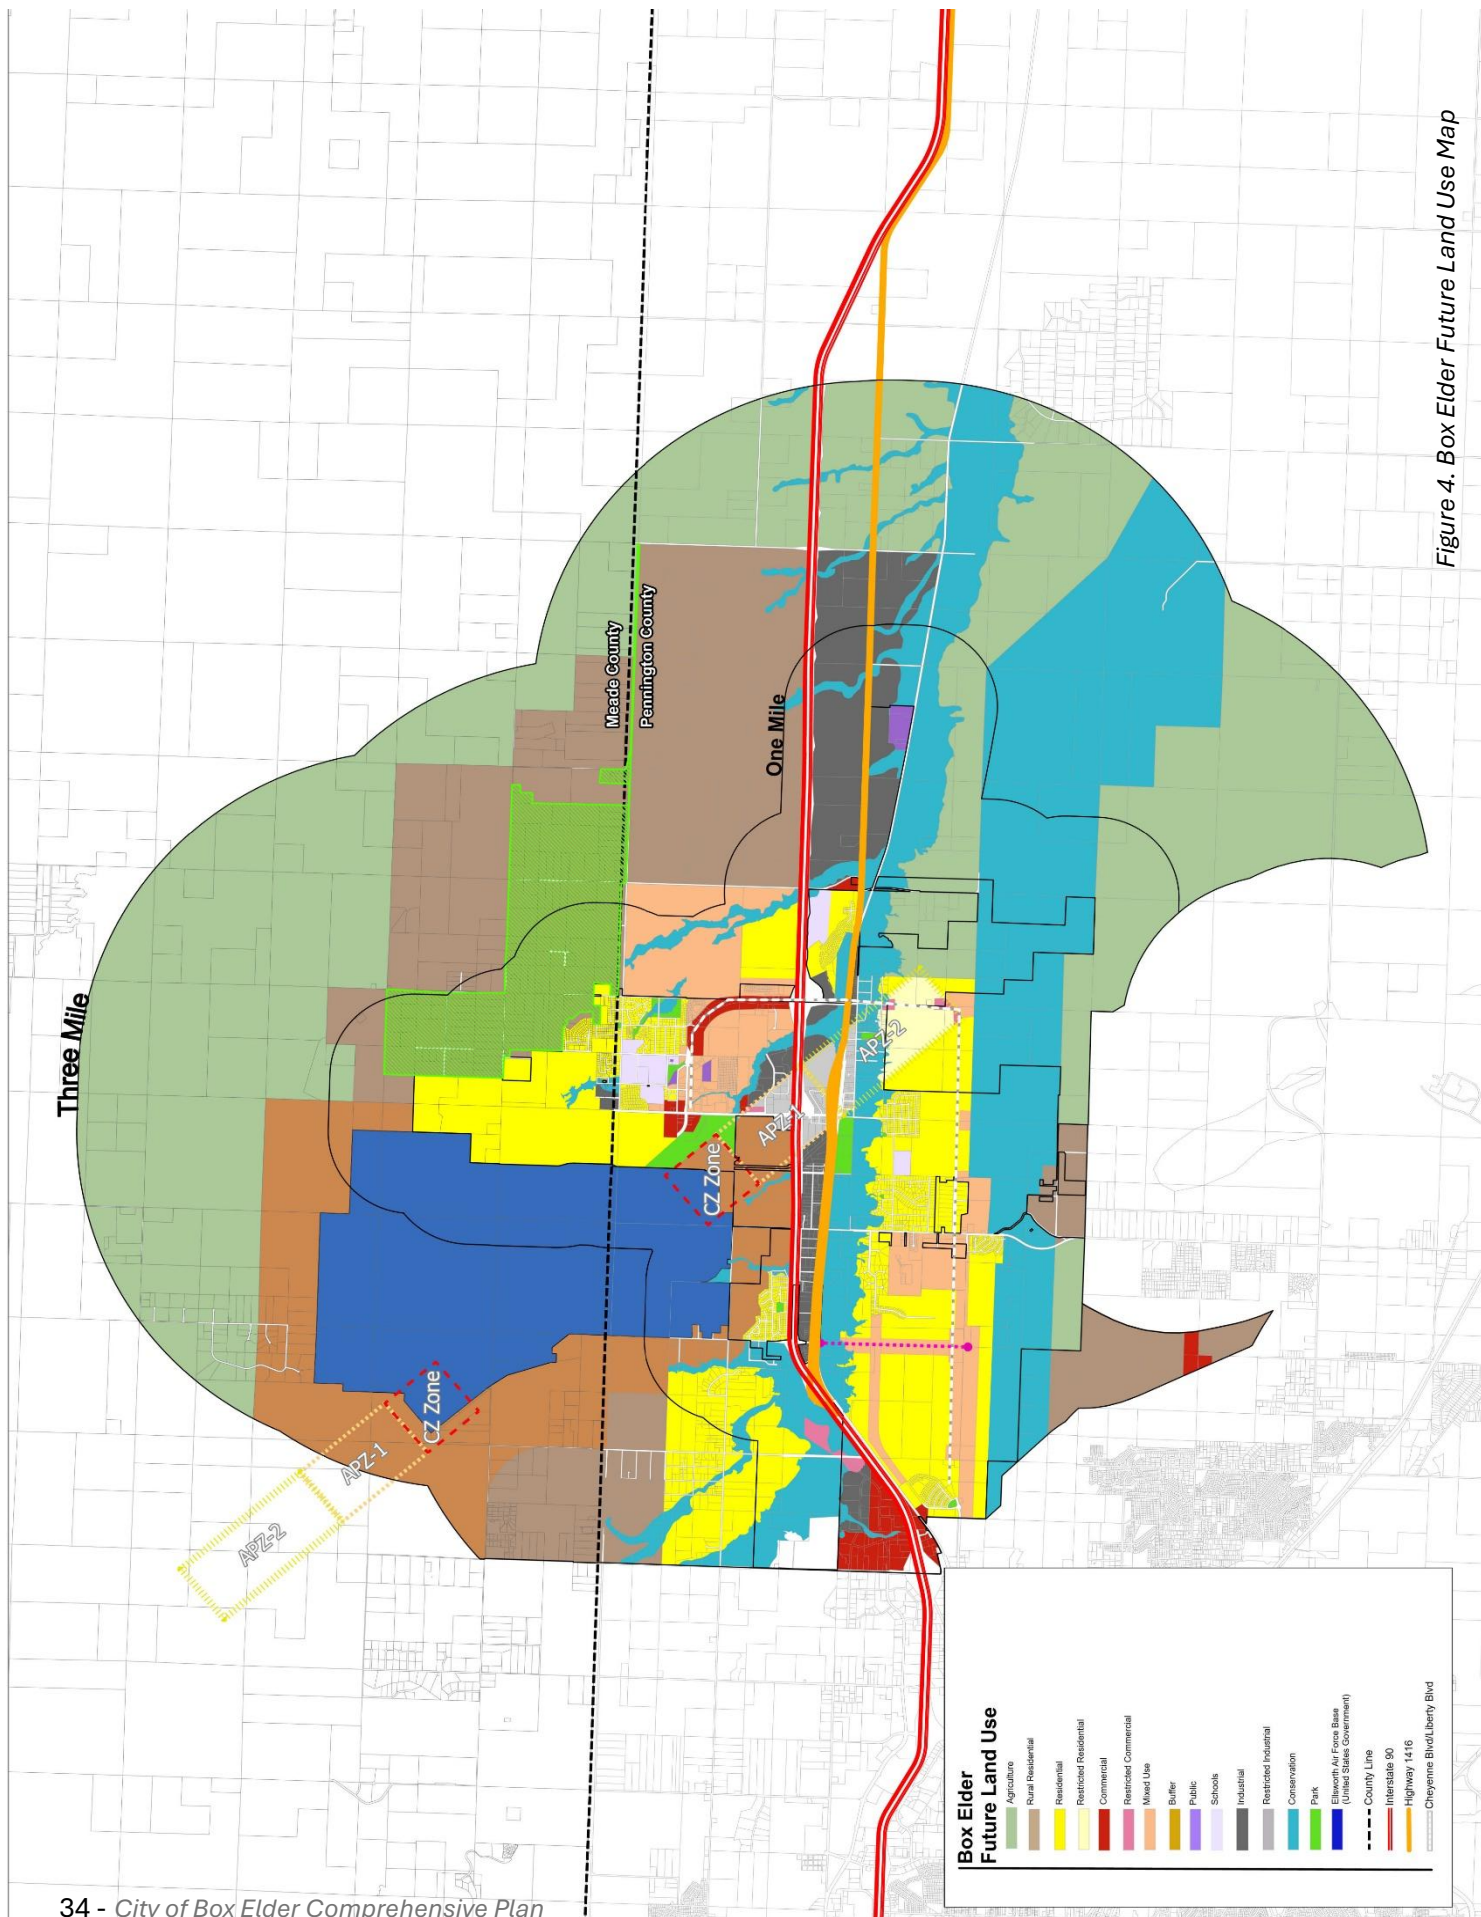 Three Mile
Meade County
Pennington County
One Mile
CZ Zone
APZ-1
APZ-2
CZ Zone
APZ-1
APZ-2
Box Elder
Future Land Use
Agriculture
Rural Residential
Residential
Restricted Residential
Commercial
Restricted Commercial
Mixed Use
Buffer
Public
Schools
Industrial
Restricted Industrial
Conservation
Park
Ellsworth Air Force Base
(United States Government)
County Line
Interstate 90
Highway 1416
Cheyenne Blvd/Liberty Blvd
Figure 4. Box Elder Future Land Use Map
34 - City of Box Elder Comprehensive Plan